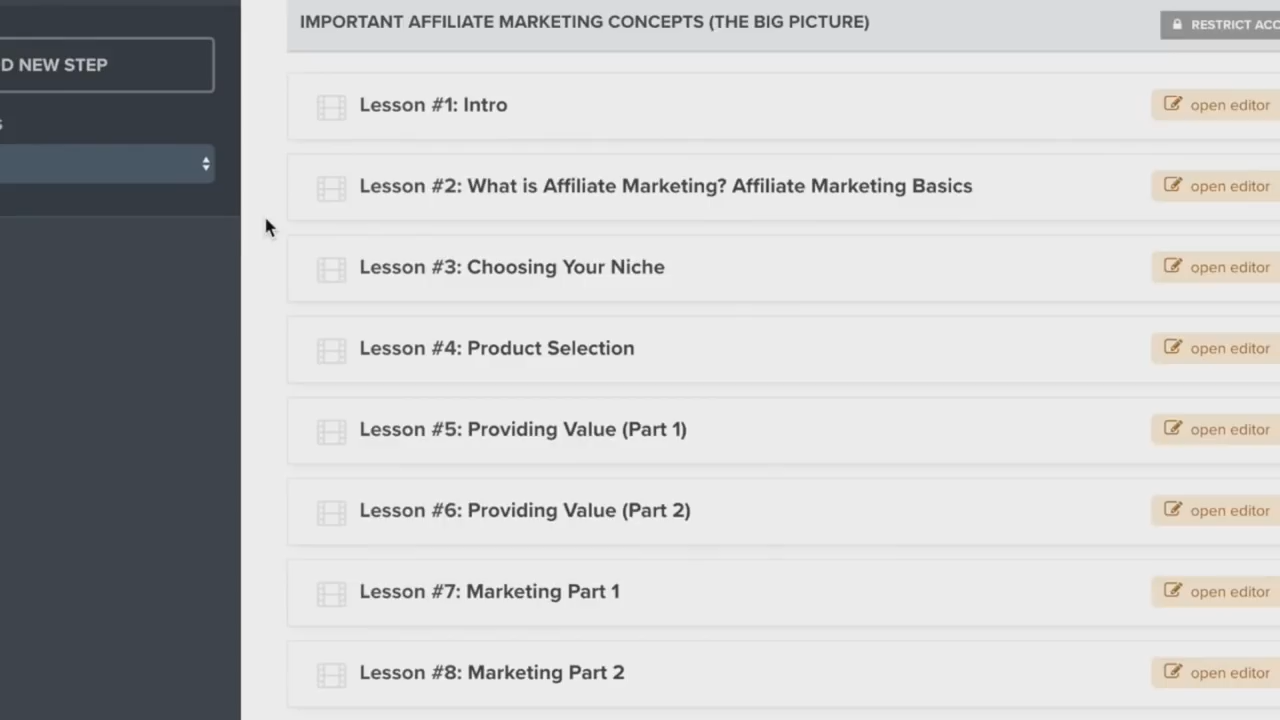 IMPORTANT AFFILIATE MARKETING CONCEPTS (THE BIG PICTURE)
RESTRICT
NEW STEP
Lesson #1: Intro
open editor
Lesson #2: What is Affiliate Marketing? Affiliate Marketing Basics
open editor
Lesson #3: Choosing Your Niche
open editor
Lesson #4: Product Selection
open editor
Lesson #5: Providing Value (Part 1)
open editor
Lesson #6: Providing Value (Part 2)
open editor
Lesson #7: Marketing Part 1
open editor
Lesson #8: Marketing Part 2
open editor